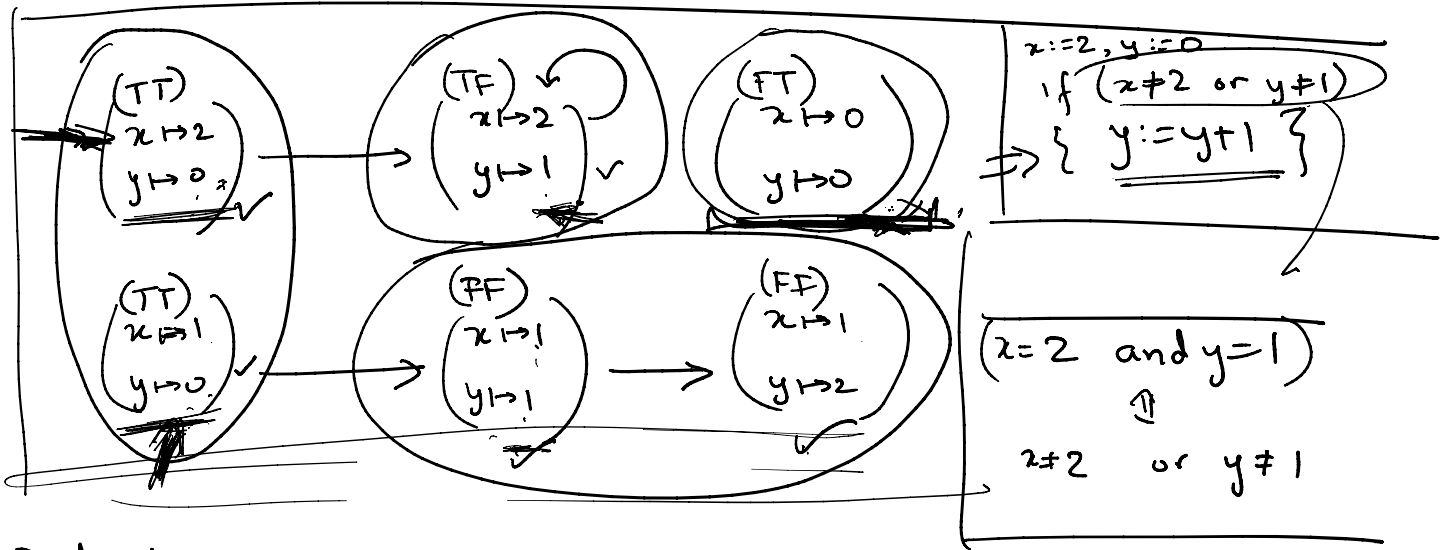 (TT)
x ↦ 2
y ↦ 0
(TF)
x ↦ 2
y ↦ 1
(FT)
x ↦ 0
y ↦ 0
x:=2, y:=0
if (x≠2 or y≠1)
⇒ { y:=y+1 }
(TT)
x ↦ 1
y ↦ 0
(FF)
x ↦ 1
y ↦ 1
(FF)
x ↦ 1
y ↦ 2
(x=2 and y=1)
⇑
x≠2 or y≠1